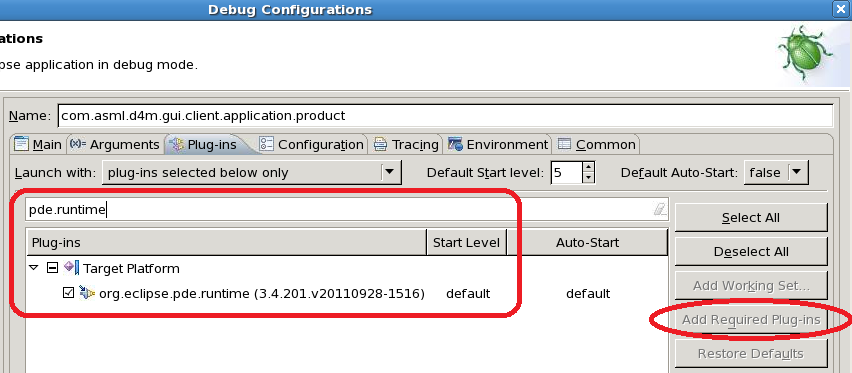 Debug Configurations
ations
pse application in debug mode.
Name: com.asml.d4m.gui.client.application.product
Main (x)= Arguments Plug-ins Configuration Tracing Environment Common
Launch with: plug-ins selected below only Default Start level: 5 Default Auto-Start: false
pde.runtime
Select All
Plug-ins Start Level Auto-Start
Deselect All
Target Platform
Add Working Set...
org.eclipse.pde.runtime (3.4.201.v20110928-1516) default default
Add Required Plug-ins
Restore Defaults